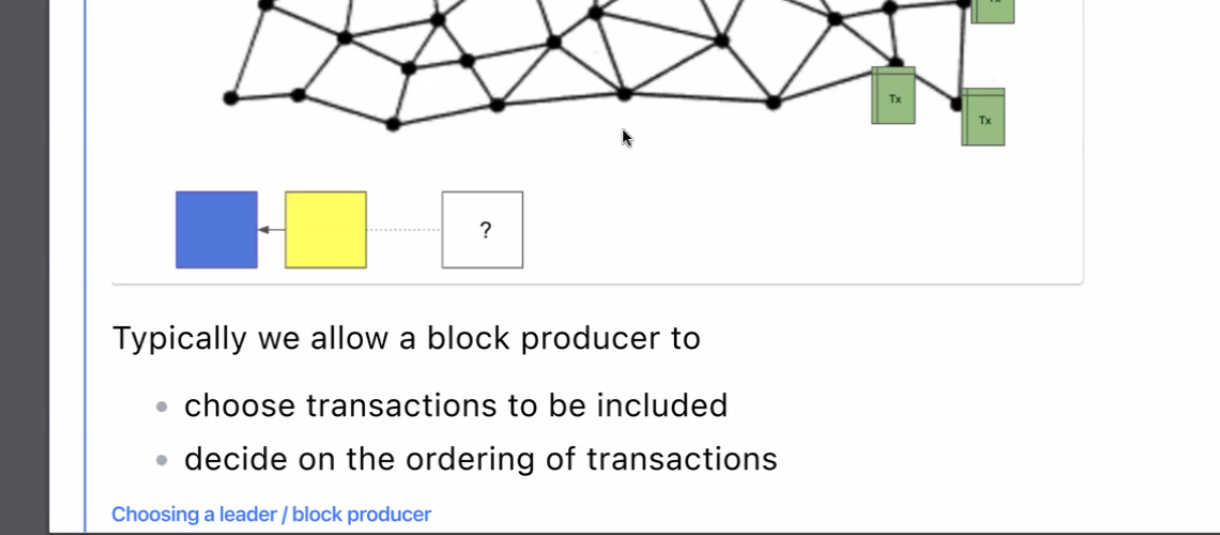 Tx
Tx
Tx
?
Typically we allow a block producer to
choose transactions to be included
decide on the ordering of transactions
Choosing a leader / block producer